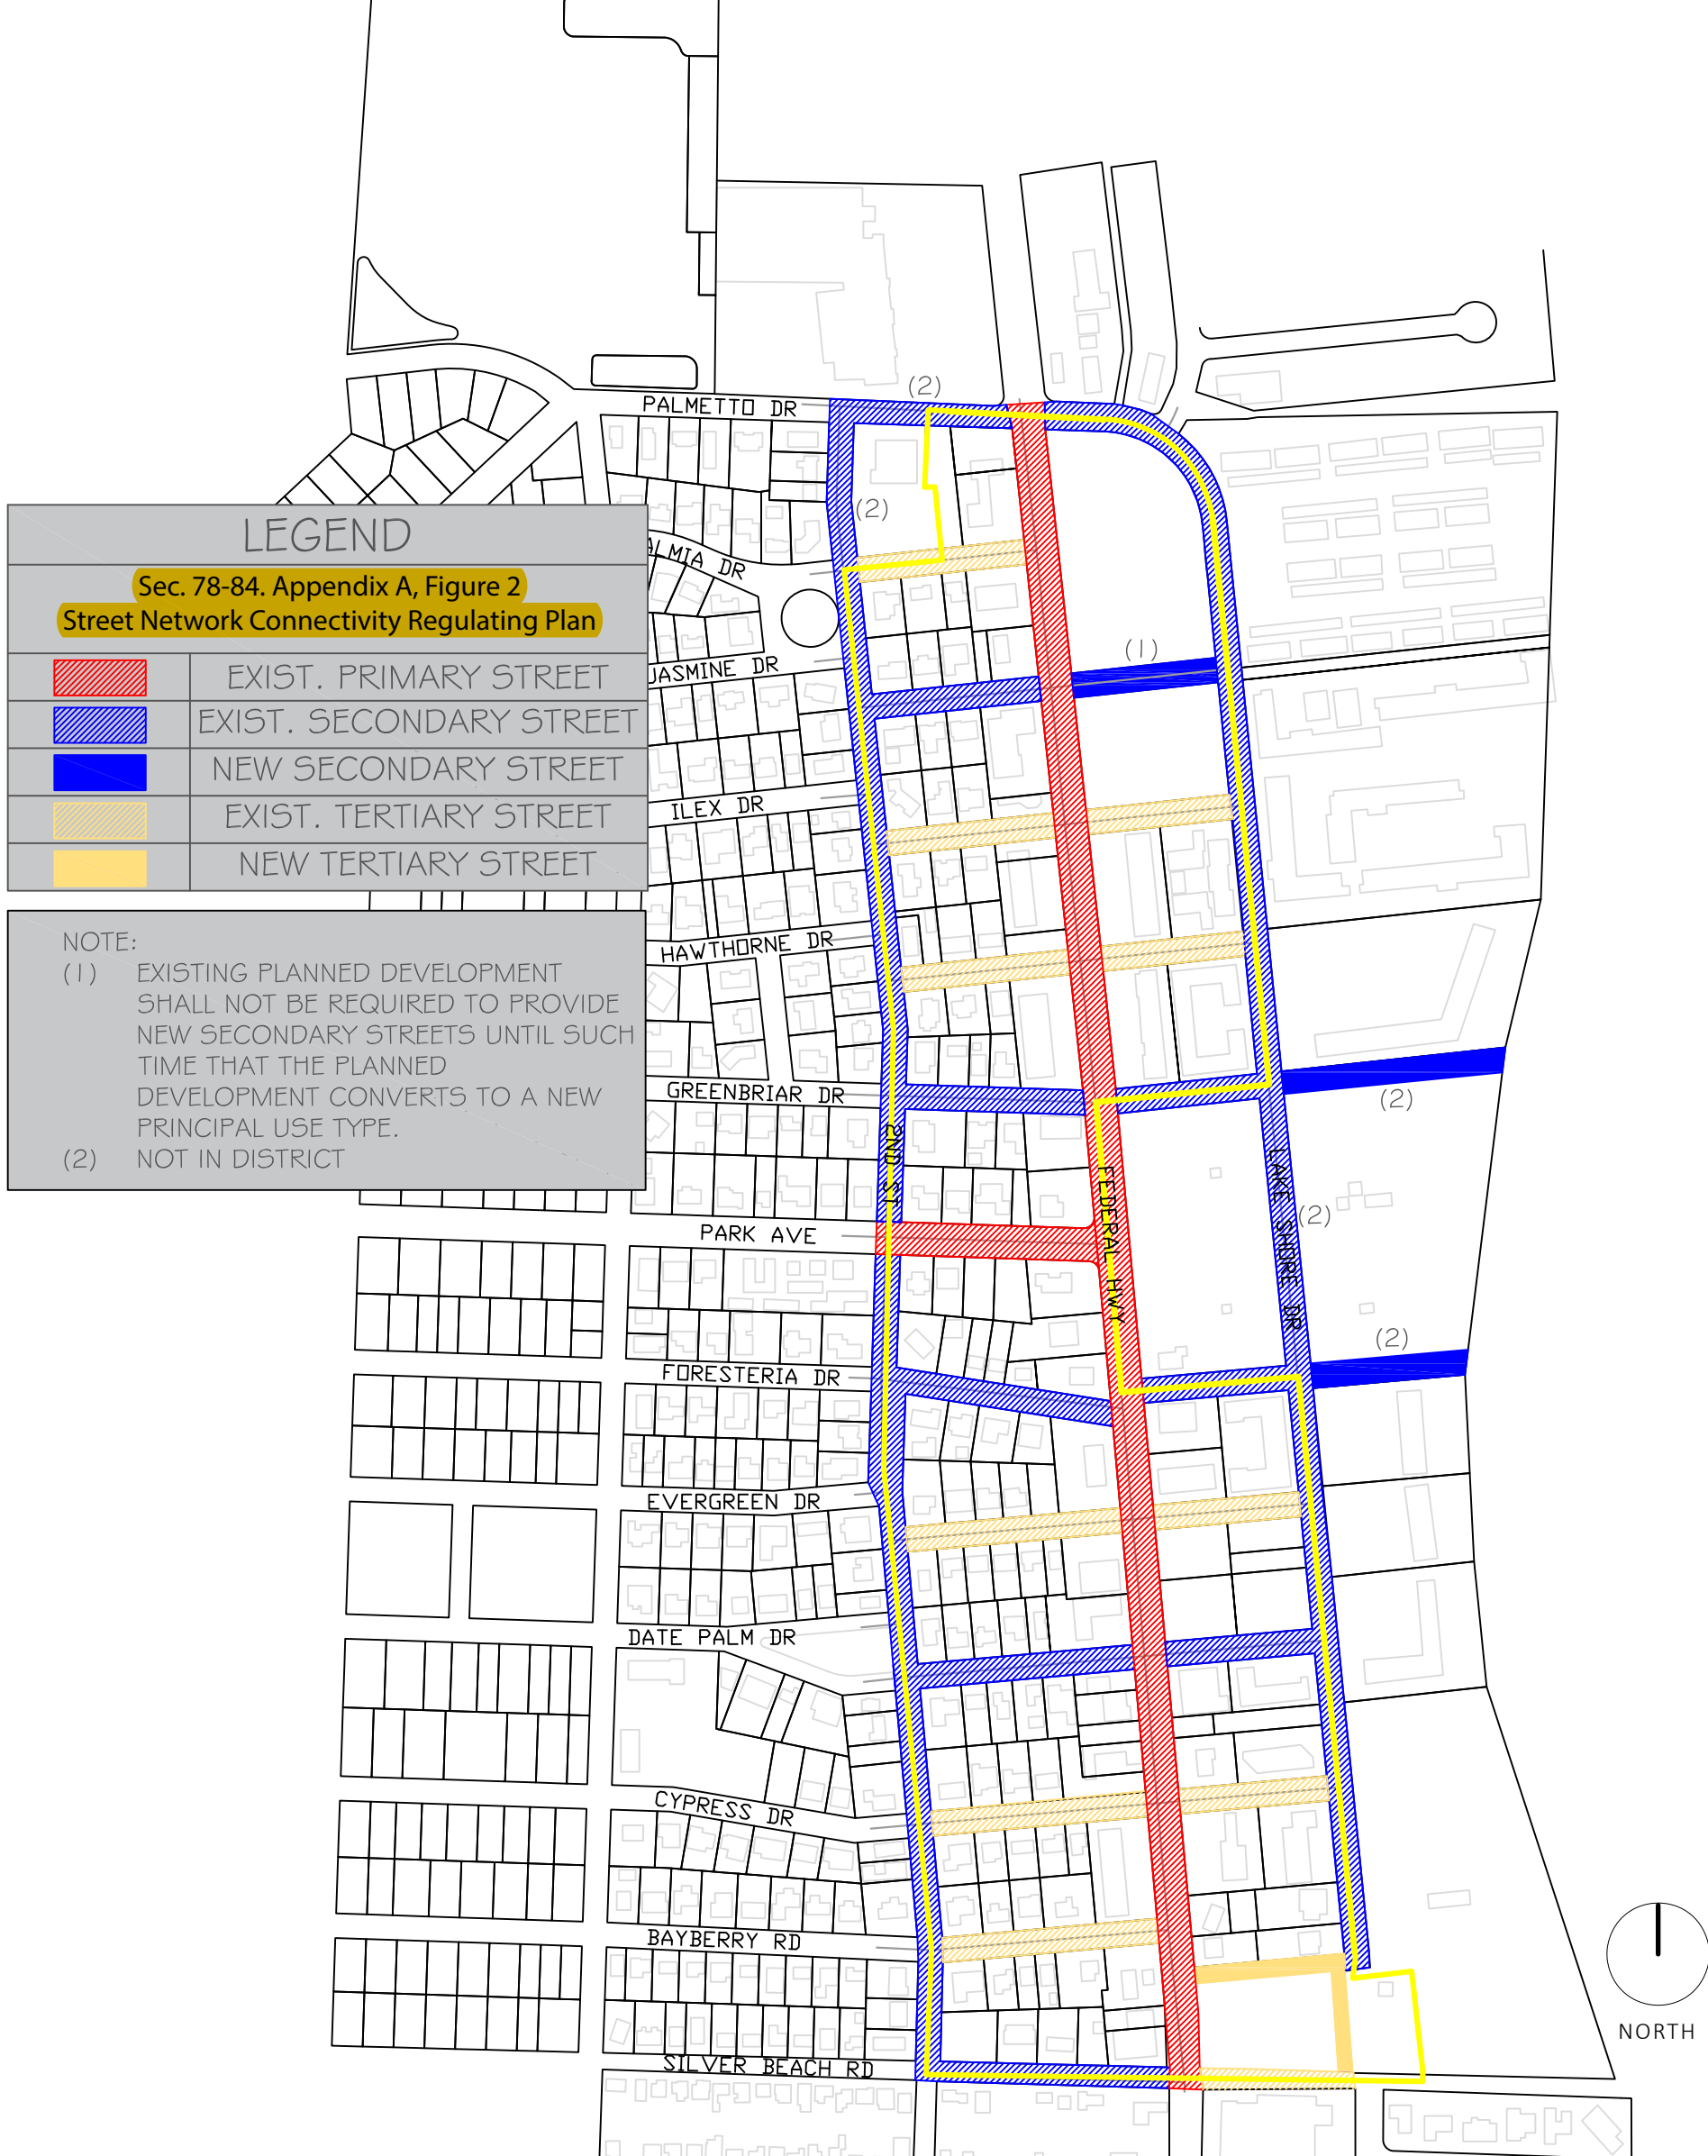 (2)
PALMETTO DR
(2)
ALMIA DR
LEGEND
Sec. 78-84. Appendix A, Figure 2
Street Network Connectivity Regulating Plan
EXIST. PRIMARY STREET
EXIST. SECONDARY STREET
NEW SECONDARY STREET
EXIST. TERTIARY STREET
NEW TERTIARY STREET
(1)
JASMINE DR
ILEX DR
HAWTHORNE DR
NOTE:
(1) EXISTING PLANNED DEVELOPMENT
SHALL NOT BE REQUIRED TO PROVIDE
NEW SECONDARY STREETS UNTIL SUCH
TIME THAT THE PLANNED
DEVELOPMENT CONVERTS TO A NEW
PRINCIPAL USE TYPE.
(2) NOT IN DISTRICT
GREENBRIAR DR
(2)
2ND ST
FEDERAL HWY
LAKE SHORE DR
(2)
PARK AVE
(2)
FORESTERIA DR
EVERGREEN DR
DATE PALM DR
CYPRESS DR
BAYBERRY RD
NORTH
SILVER BEACH RD